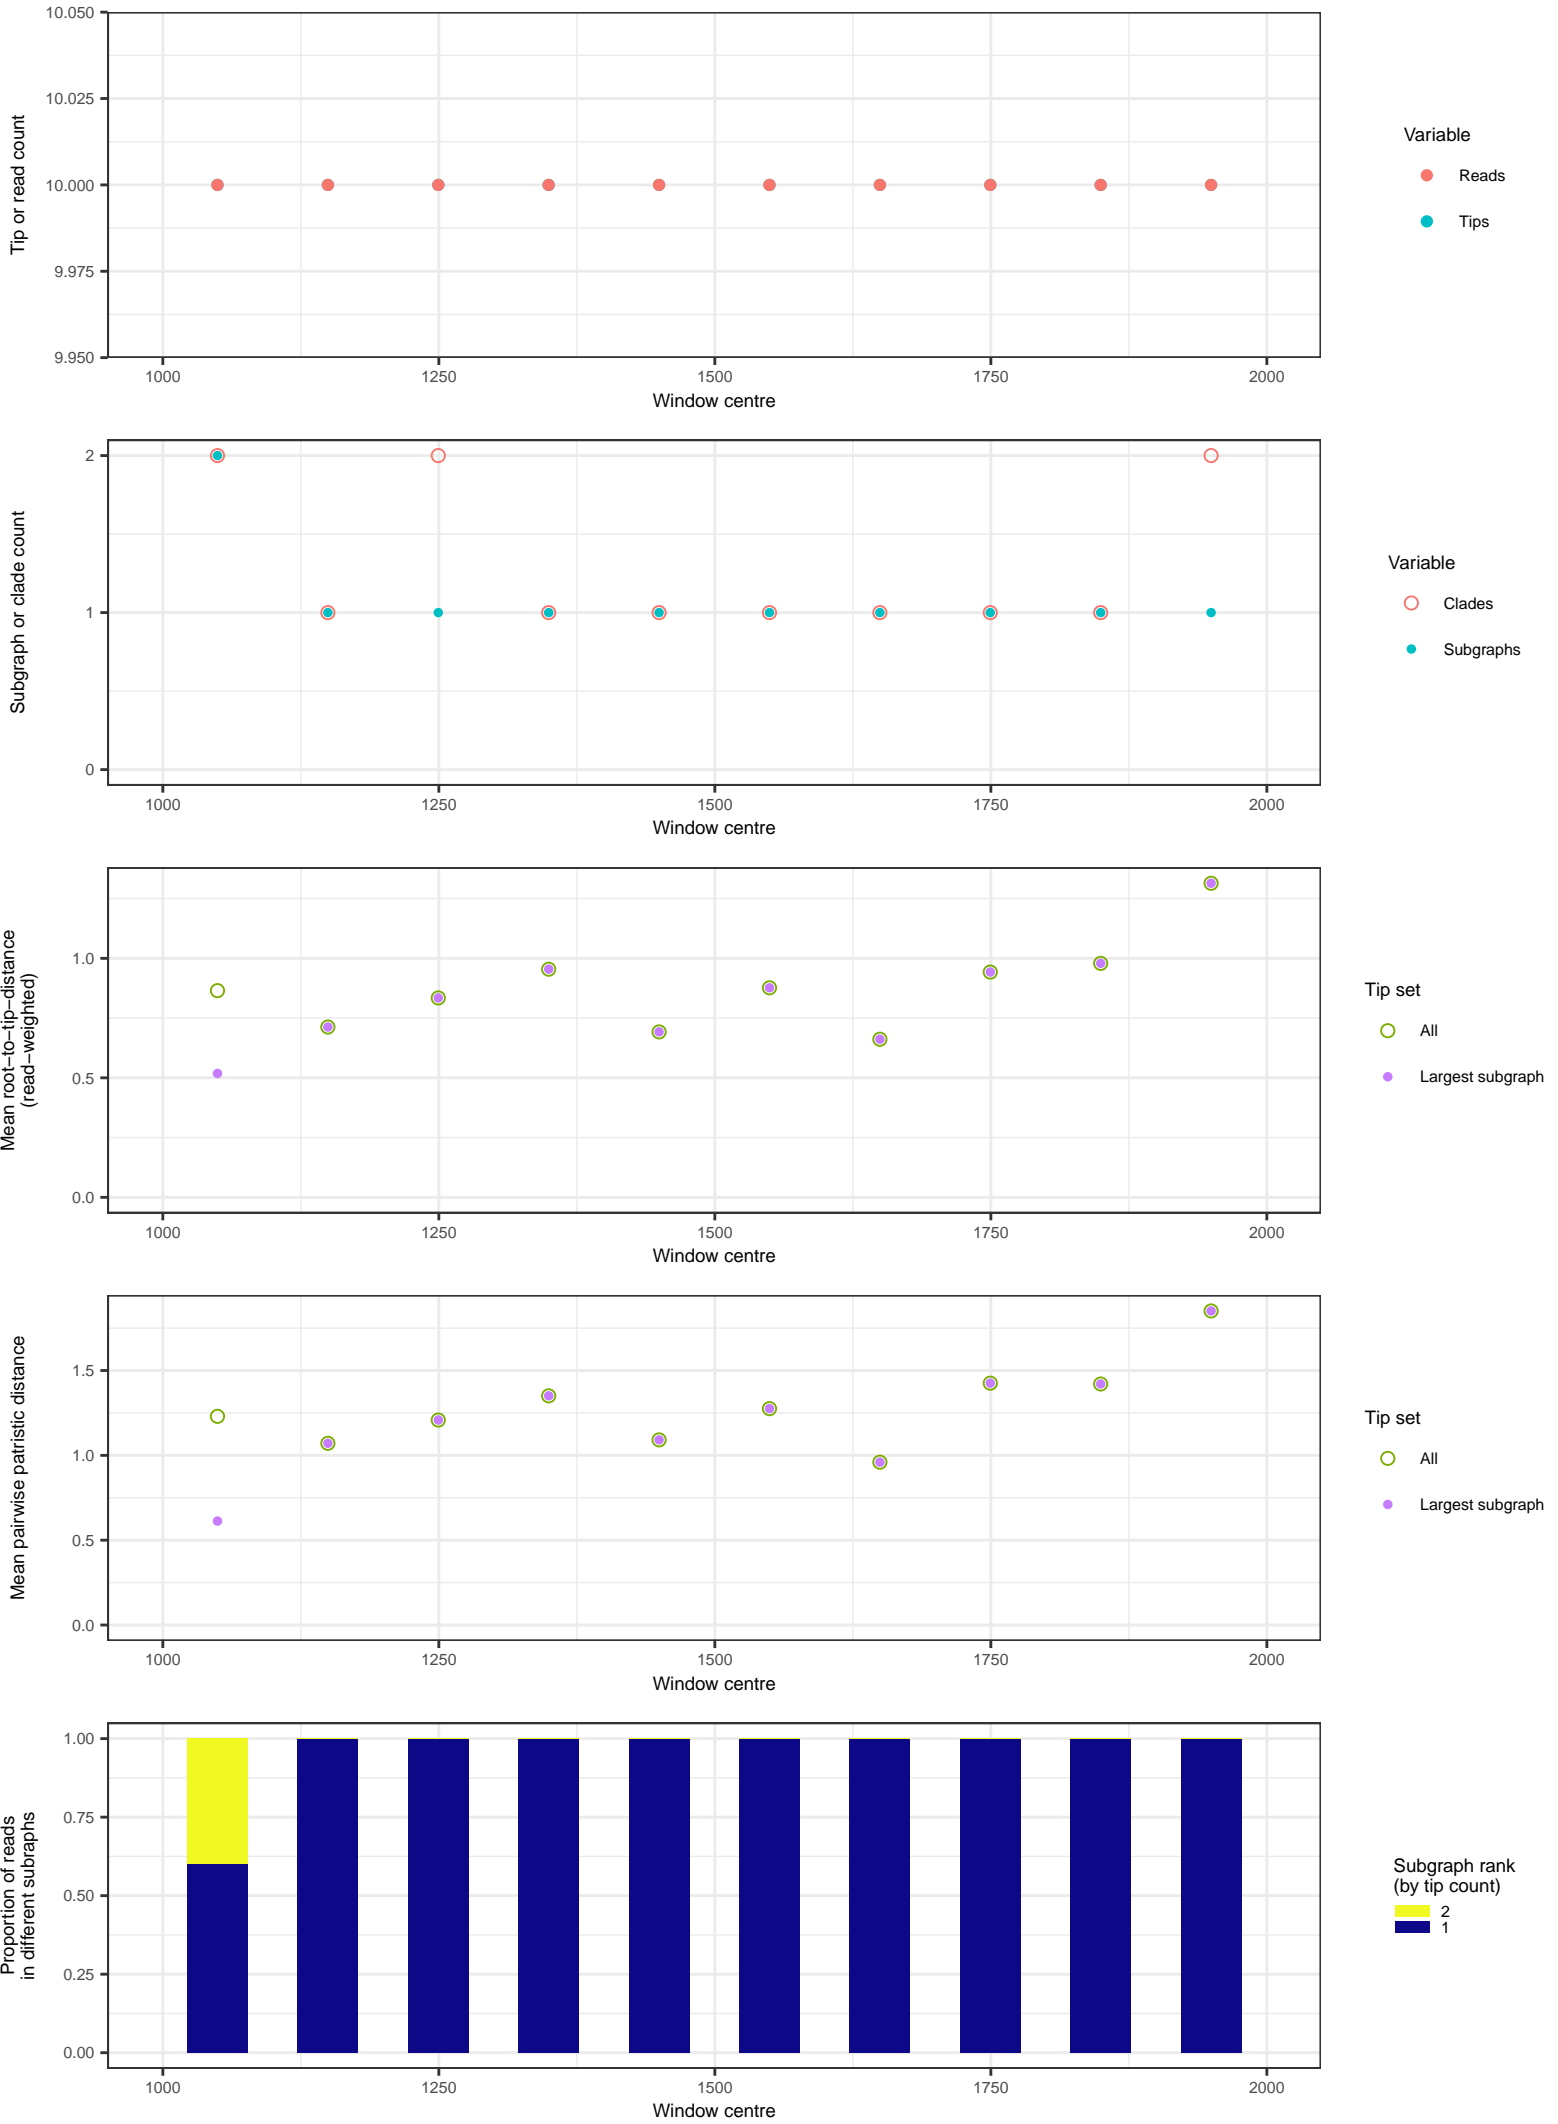 10.050
10.025
10.000
9.975
9.950
Tip or read count
1000 1250 1500 1750 2000
Window centre
Variable
Reads
Tips
2
1
0
Subgraph or clade count
1000 1250 1500 1750 2000
Window centre
Variable
Clades
Subgraphs
1.0
0.5
0.0
Mean root−to−tip−distance
(read−weighted)
1000 1250 1500 1750 2000
Window centre
Tip set
All
Largest subgraph
1.5
1.0
0.5
0.0
Mean pairwise patristic distance
1000 1250 1500 1750 2000
Window centre
Tip set
All
Largest subgraph
1.00
0.75
0.50
0.25
0.00
Proportion of reads
in different subraphs
1000 1250 1500 1750 2000
Window centre
Subgraph rank
(by tip count)
2
1